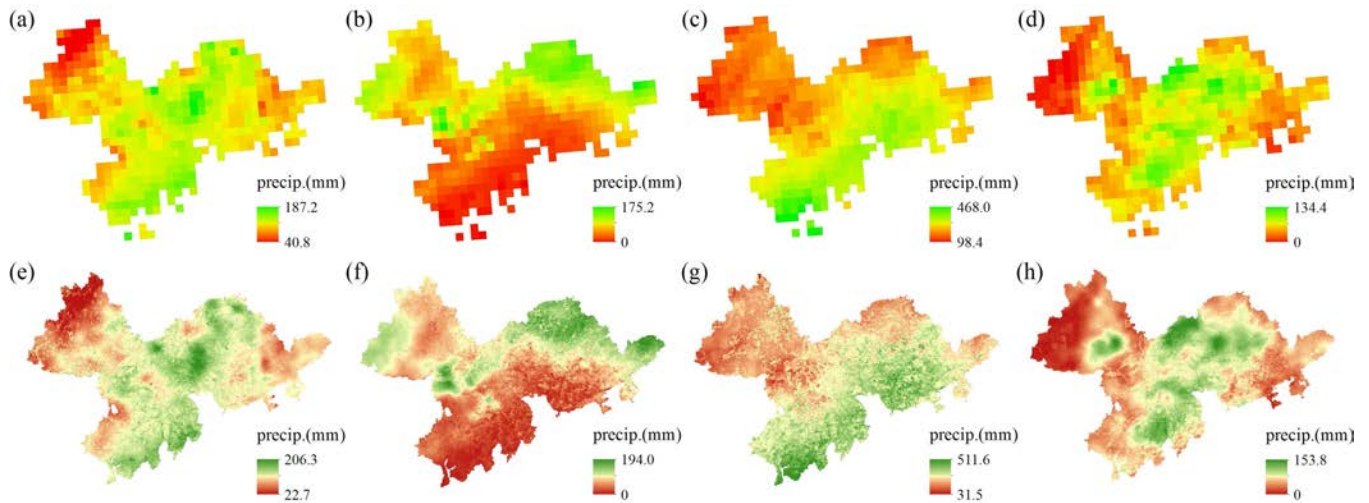 (a)
(b)
(c)
(d)
precip.(mm)
187.2
40.8
precip.(mm)
175.2
0
precip.(mm)
468.0
98.4
precip.(mm)
134.4
0
(e)
(f)
(g)
(h)
precip.(mm)
206.3
22.7
precip.(mm)
194.0
0
precip.(mm)
511.6
31.5
precip.(mm)
153.8
0